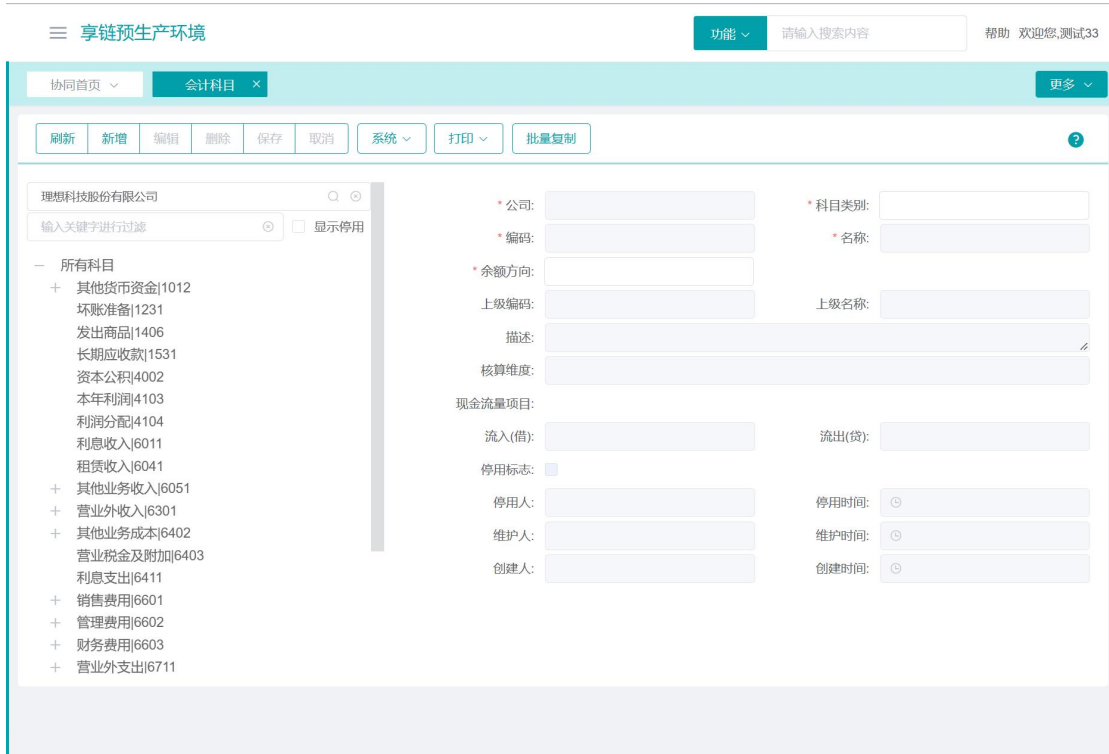 享链预生产环境 功能 请输入搜索内容 帮助 欢迎您,测试33
协同首页 会计科目 × 更多
刷新 新增 编辑 删除 保存 取消 系统 打印 批量复制 ?
理想科技股份有限公司
输入关键字进行过滤 显示停用
所有科目
其他货币资金|1012
坏账准备|1231
发出商品|1406
长期应收款|1531
资本公积|4002
本年利润|4103
利润分配|4104
利息收入|6011
租赁收入|6041
其他业务收入|6051
营业外收入|6301
其他业务成本|6402
营业税金及附加|6403
利息支出|6411
销售费用|6601
管理费用|6602
财务费用|6603
营业外支出|6711
* 公司: * 科目类别:
* 编码: * 名称:
* 余额方向:
上级编码: 上级名称:
描述:
核算维度:
现金流量项目:
流入(借): 流出(贷):
停用标志:
停用人: 停用时间:
维护人: 维护时间:
创建人: 创建时间: